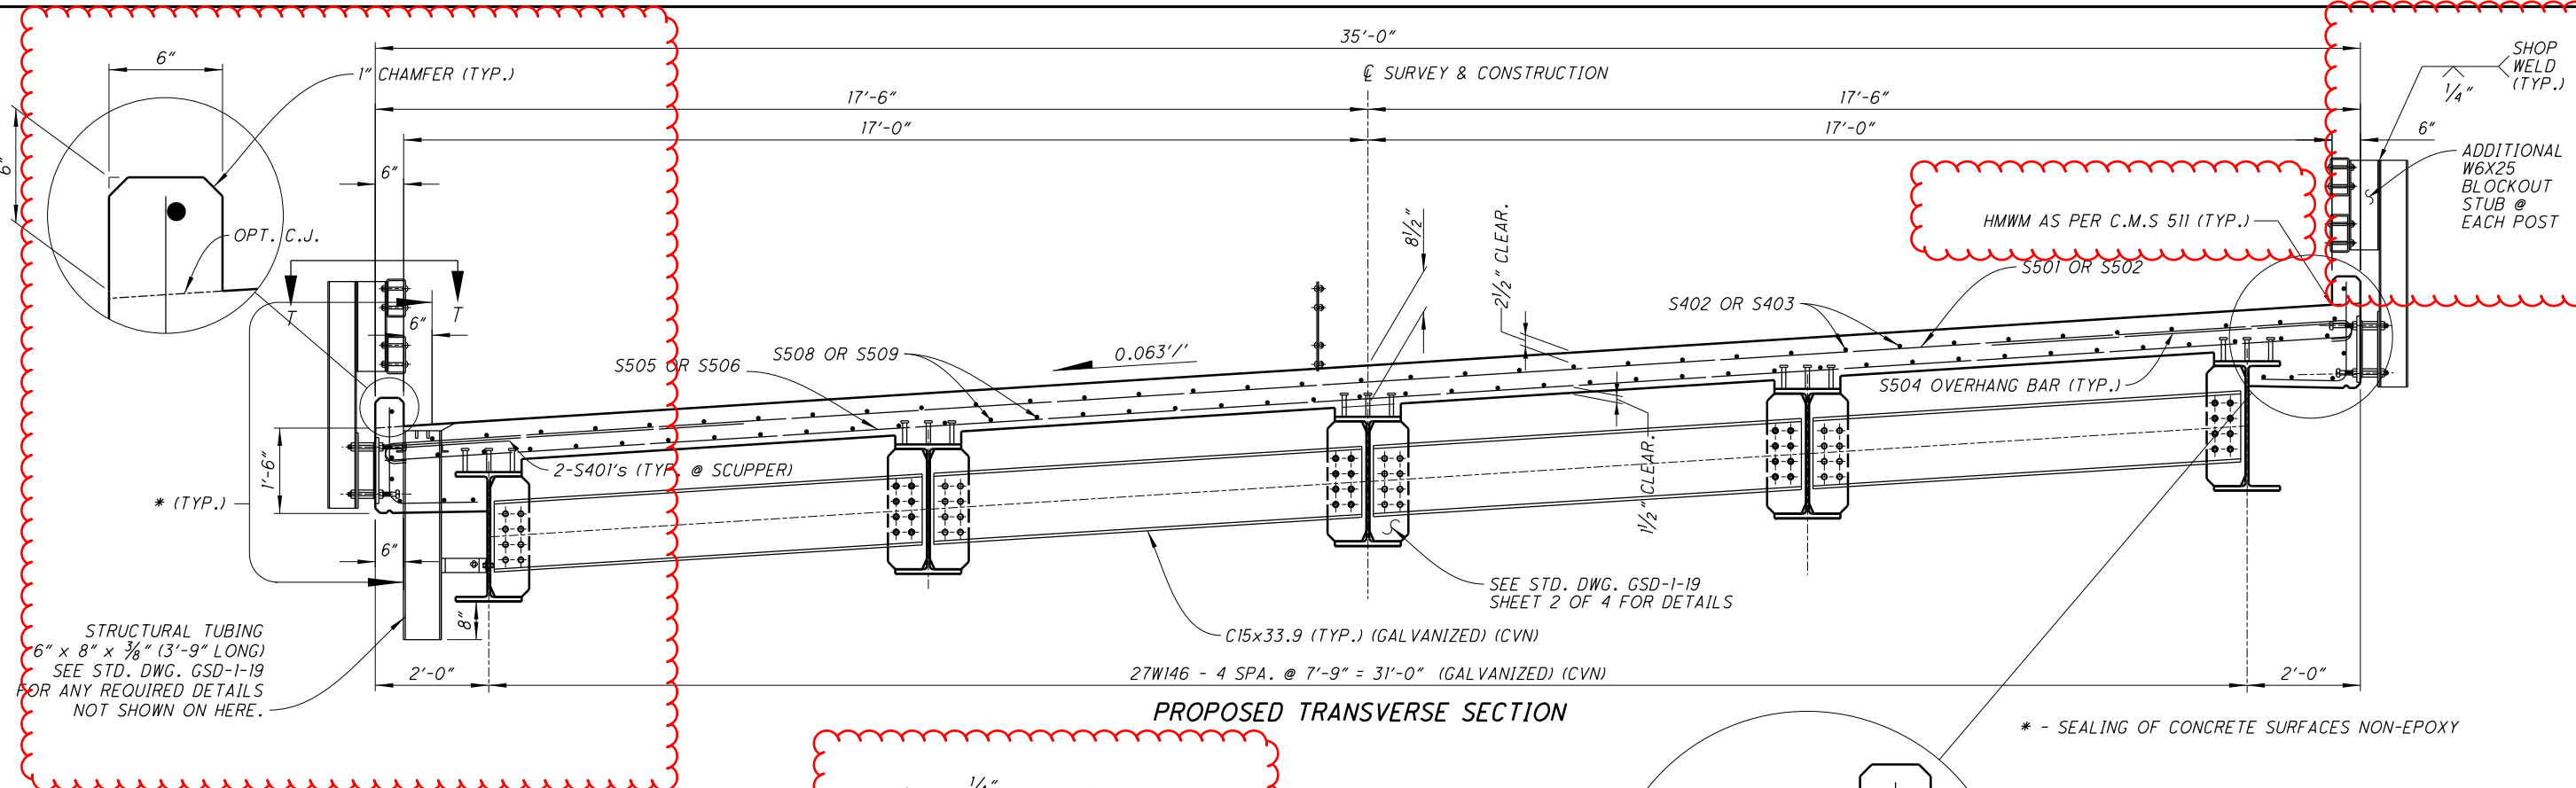 35'-0"
6"
1" CHAMFER (TYP.)
℄ SURVEY & CONSTRUCTION
SHOP
WELD
(TYP.)
1/4"
17'-6"
17'-6"
17'-0"
17'-0"
6"
6"
6"
ADDITIONAL
W6X25
BLOCKOUT
STUB @
EACH POST
HMWM AS PER C.M.S 511 (TYP.)
OPT. C.J.
8 1/2"
2 1/2" CLEAR.
S501 OR S502
S402 OR S403
T
T
6"
0.063'/'
S508 OR S509
S505 OR S506
S504 OVERHANG BAR (TYP.)
1'-6"
2-S401's (TYP. @ SCUPPER)
1 1/2" CLEAR.
* (TYP.)
6"
SEE STD. DWG. GSD-1-19
SHEET 2 OF 4 FOR DETAILS
8"
C15x33.9 (TYP.) (GALVANIZED) (CVN)
STRUCTURAL TUBING
6" x 8" x 3/8" (3'-9" LONG)
SEE STD. DWG. GSD-1-19
FOR ANY REQUIRED DETAILS
NOT SHOWN ON HERE.
2'-0"
27W146 - 4 SPA. @ 7'-9" = 31'-0" (GALVANIZED) (CVN)
2'-0"
PROPOSED TRANSVERSE SECTION
* - SEALING OF CONCRETE SURFACES NON-EPOXY
1/4"